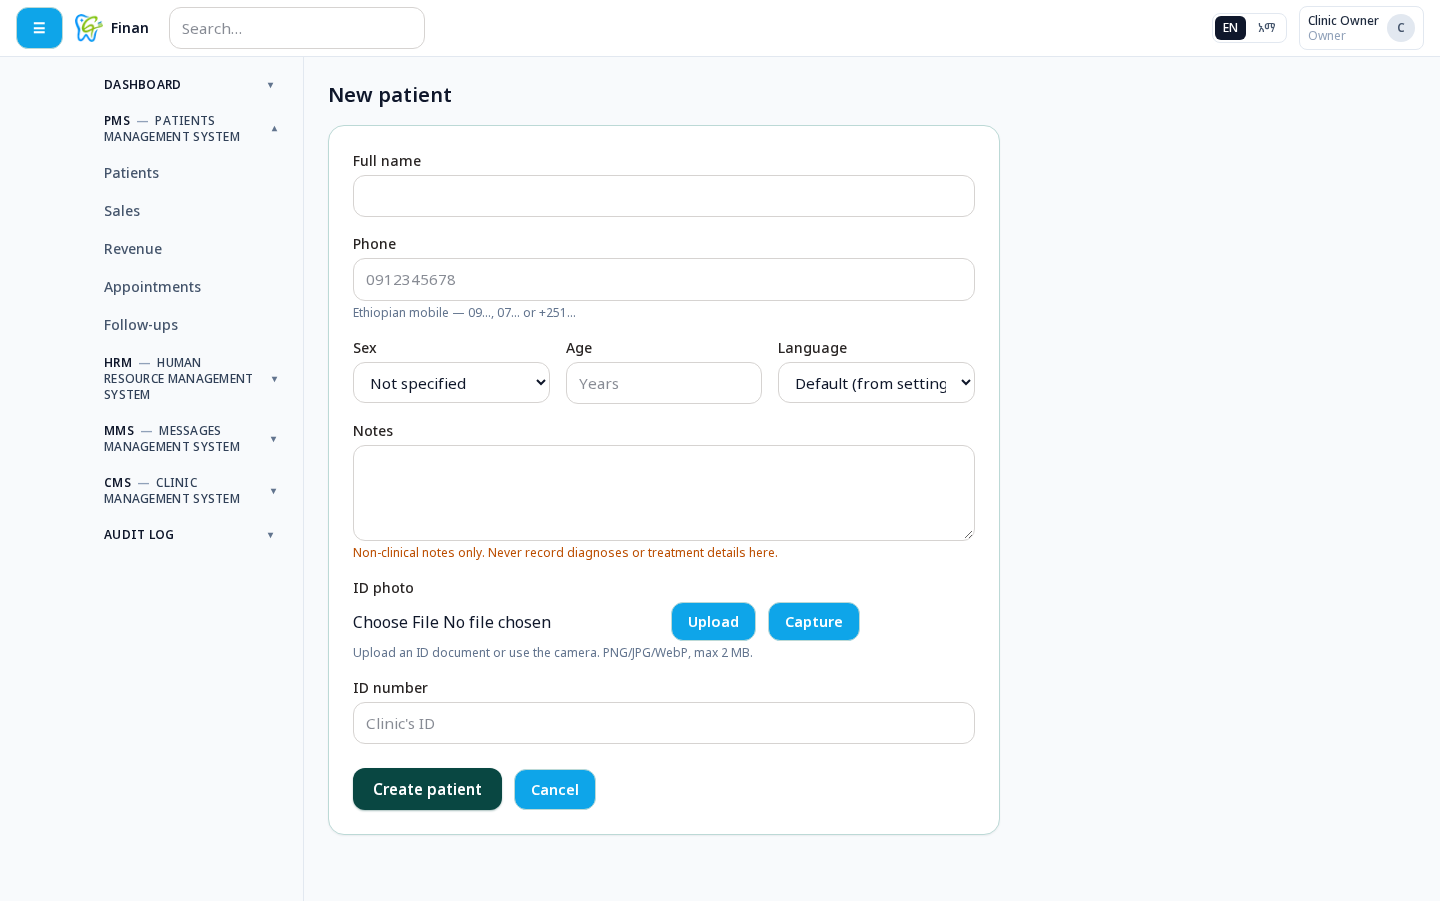 ☰
Finan
Search...
EN
አማ
Clinic Owner
Owner
C
DASHBOARD ▾
PMS — PATIENTS
MANAGEMENT SYSTEM ▴
Patients
Sales
Revenue
Appointments
Follow-ups
HRM — HUMAN
RESOURCE MANAGEMENT
SYSTEM ▾
MMS — MESSAGES
MANAGEMENT SYSTEM ▾
CMS — CLINIC
MANAGEMENT SYSTEM ▾
AUDIT LOG ▾
New patient
Full name
Phone
0912345678
Ethiopian mobile — 09…, 07… or +251…
Sex Age Language
Not specified Years Default (from setting
Notes
Non-clinical notes only. Never record diagnoses or treatment details here.
ID photo
Choose File No file chosen Upload Capture
Upload an ID document or use the camera. PNG/JPG/WebP, max 2 MB.
ID number
Clinic's ID
Create patient Cancel